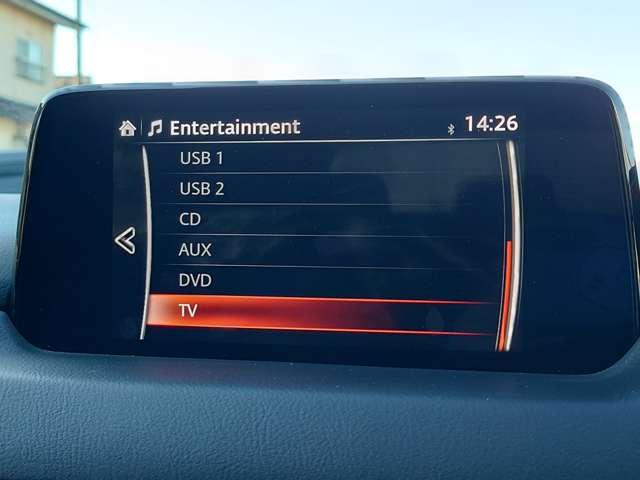 Entertainment 14:26
USB 1
USB 2
CD
AUX
DVD
TV